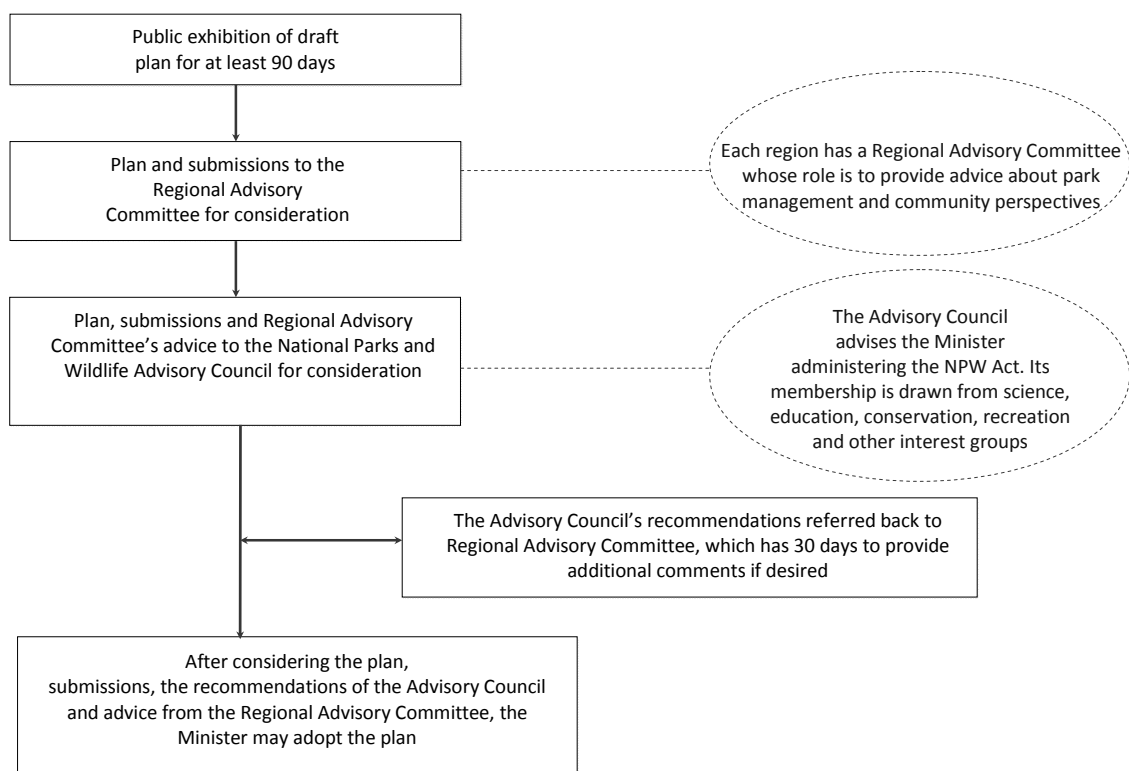 Public exhibition of draft
plan for at least 90 days
Plan and submissions to the
Regional Advisory
Committee for consideration
Each region has a Regional Advisory Committee
whose role is to provide advice about park
management and community perspectives
Plan, submissions and Regional Advisory
Committee’s advice to the National Parks and
Wildlife Advisory Council for consideration
The Advisory Council
advises the Minister
administering the NPW Act. Its
membership is drawn from science,
education, conservation, recreation
and other interest groups
The Advisory Council’s recommendations referred back to
Regional Advisory Committee, which has 30 days to provide
additional comments if desired
After considering the plan,
submissions, the recommendations of the Advisory Council
and advice from the Regional Advisory Committee, the
Minister may adopt the plan